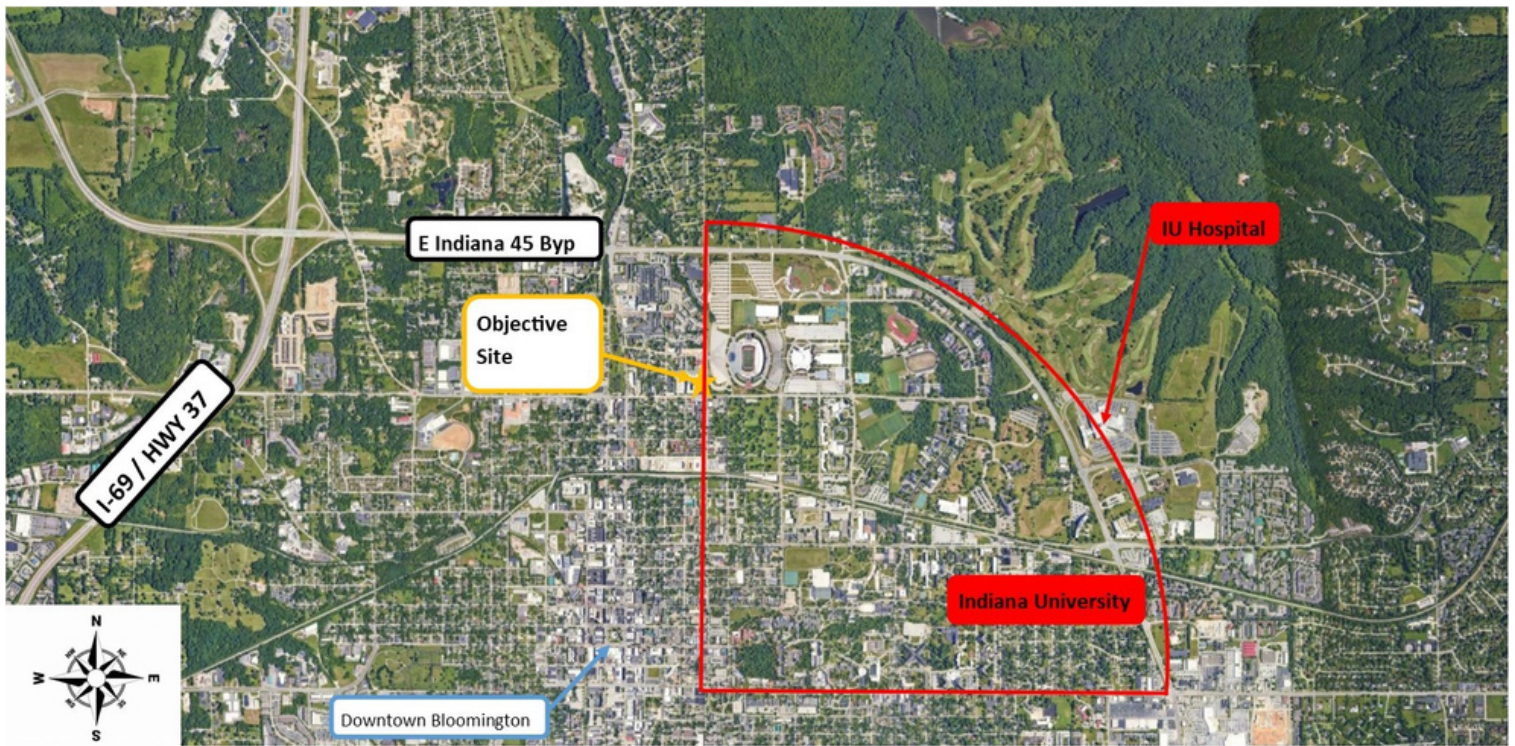 E Indiana 45 Byp
IU Hospital
Objective
Site
I-69 / HWY 37
Indiana University
Downtown Bloomington
N
W
E
S